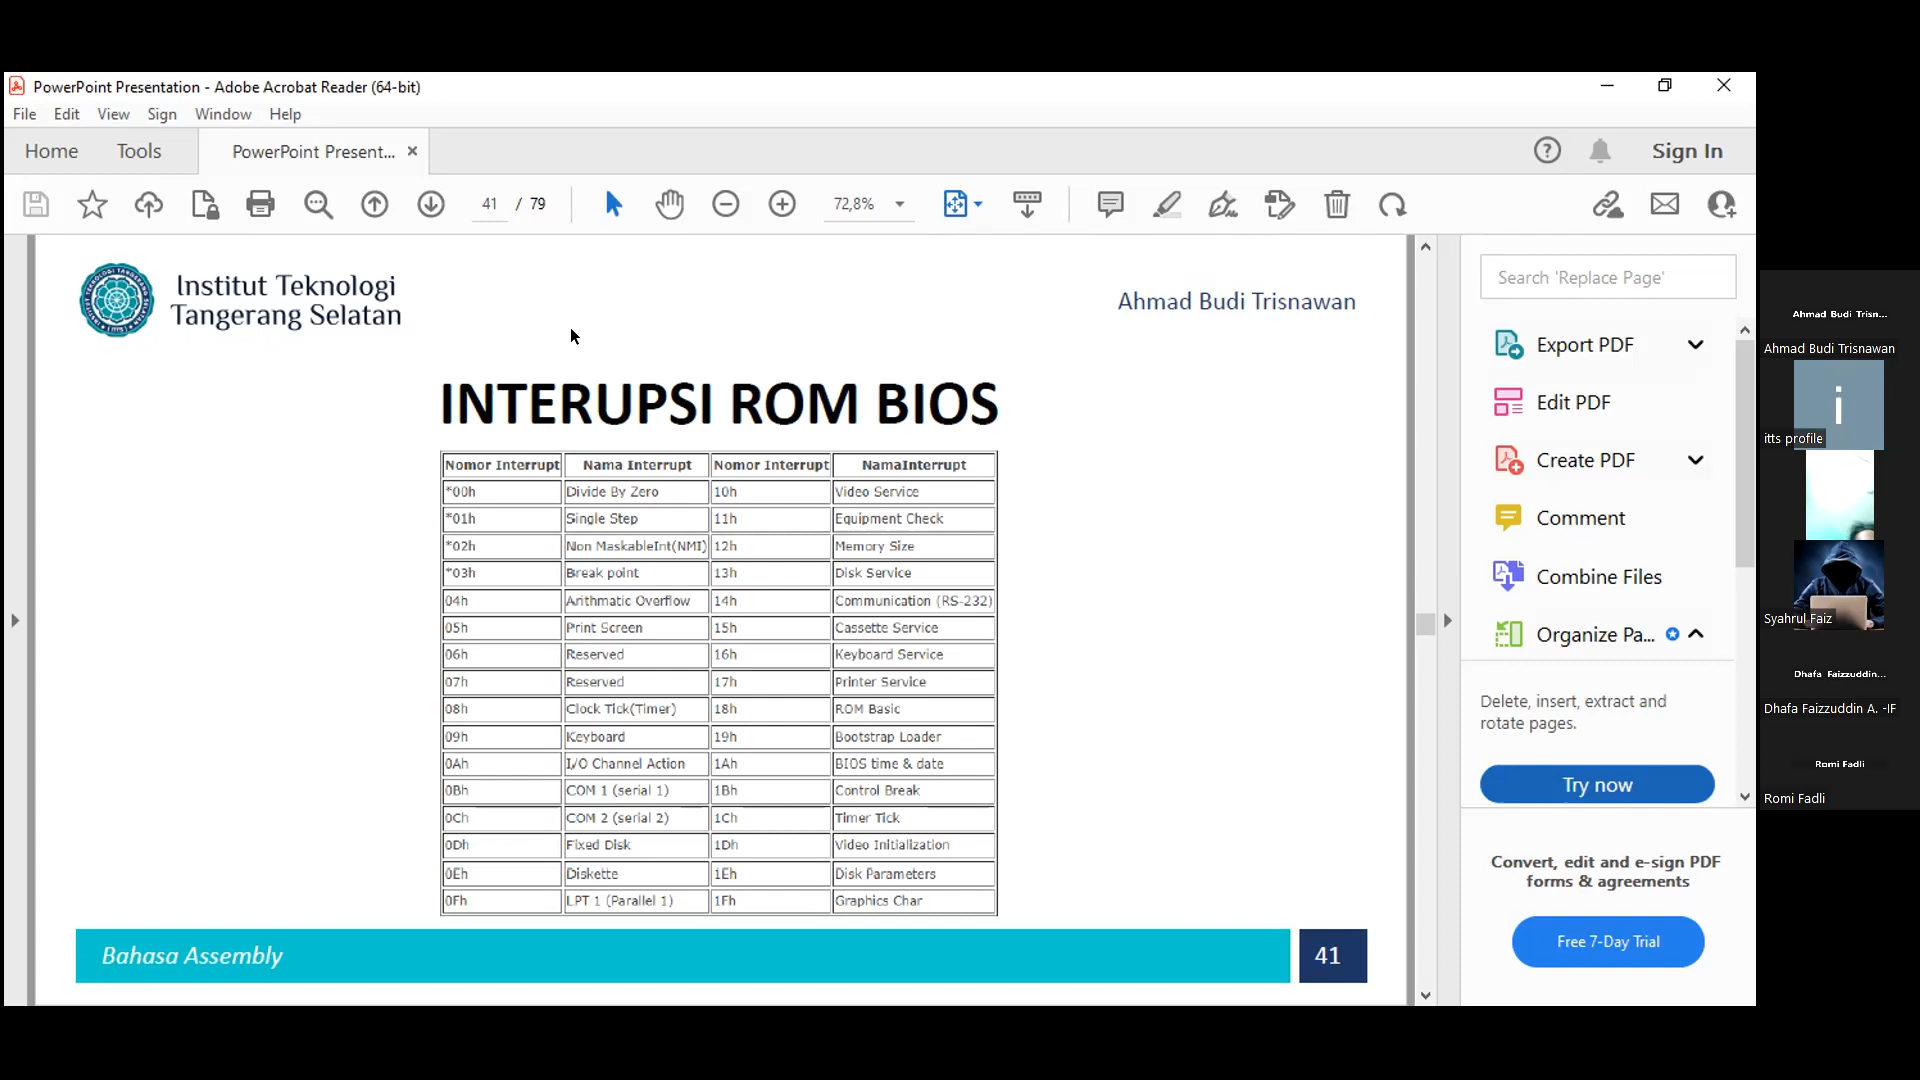 PowerPoint Presentation - Adobe Acrobat Reader (64-bit)
File Edit View Sign Window Help
Home Tools PowerPoint Present... Sign In
41 / 79 72,8%
Institut Teknologi
Tangerang Selatan
Ahmad Budi Trisnawan
INTERUPSI ROM BIOS
Nomor Interrupt Nama Interrupt Nomor Interrupt NamaInterrupt
*00h Divide By Zero 10h Video Service
*01h Single Step 11h Equipment Check
*02h Non MaskableInt(NMI) 12h Memory Size
*03h Break point 13h Disk Service
04h Arithmatic Overflow 14h Communication (RS-232)
05h Print Screen 15h Cassette Service
06h Reserved 16h Keyboard Service
07h Reserved 17h Printer Service
08h Clock Tick(Timer) 18h ROM Basic
09h Keyboard 19h Bootstrap Loader
0Ah I/O Channel Action 1Ah BIOS time & date
0Bh COM 1 (serial 1) 1Bh Control Break
0Ch COM 2 (serial 2) 1Ch Timer Tick
0Dh Fixed Disk 1Dh Video Initialization
0Eh Diskette 1Eh Disk Parameters
0Fh LPT 1 (Parallel 1) 1Fh Graphics Char
Bahasa Assembly 41
Search 'Replace Page'
Export PDF
Edit PDF
Create PDF
Comment
Combine Files
Organize Pa...
Delete, insert, extract and
rotate pages.
Try now
Convert, edit and e-sign PDF
forms & agreements
Free 7-Day Trial
Ahmad Budi Trisn...
Ahmad Budi Trisnawan
i
itts profile
Syahrul Faiz
Dhafa Faizzuddin...
Dhafa Faizzuddin A. -IF
Romi Fadli
Romi Fadli